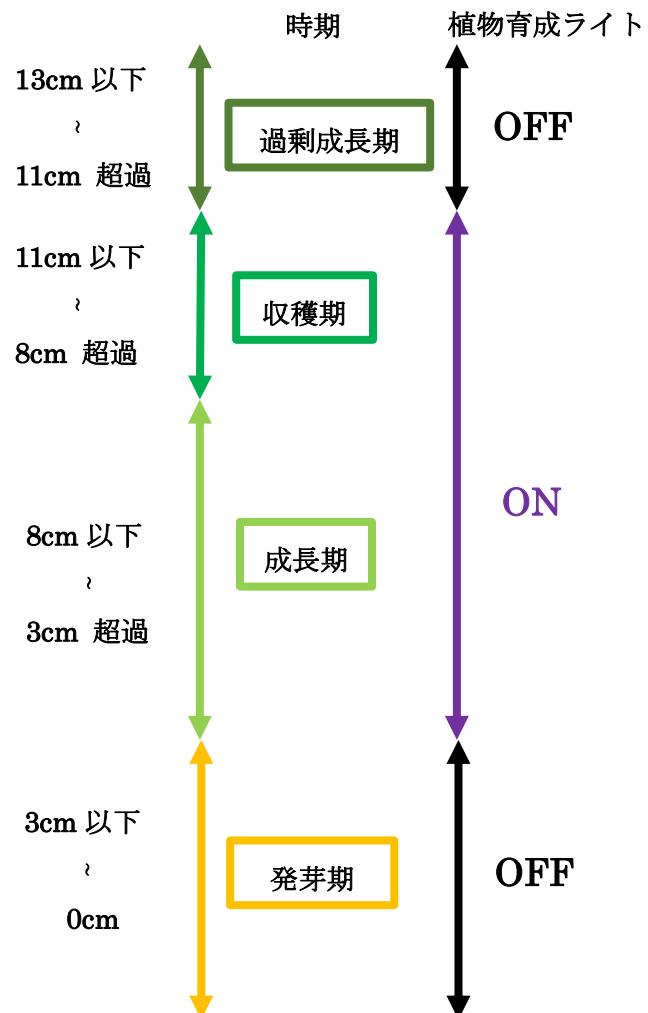 時期 植物育成ライト
13cm 以下
~
11cm 超過
過剰成長期
OFF
11cm 以下
~
8cm 超過
収穫期
8cm 以下
~
3cm 超過
成長期
ON
3cm 以下
~
0cm
発芽期
OFF